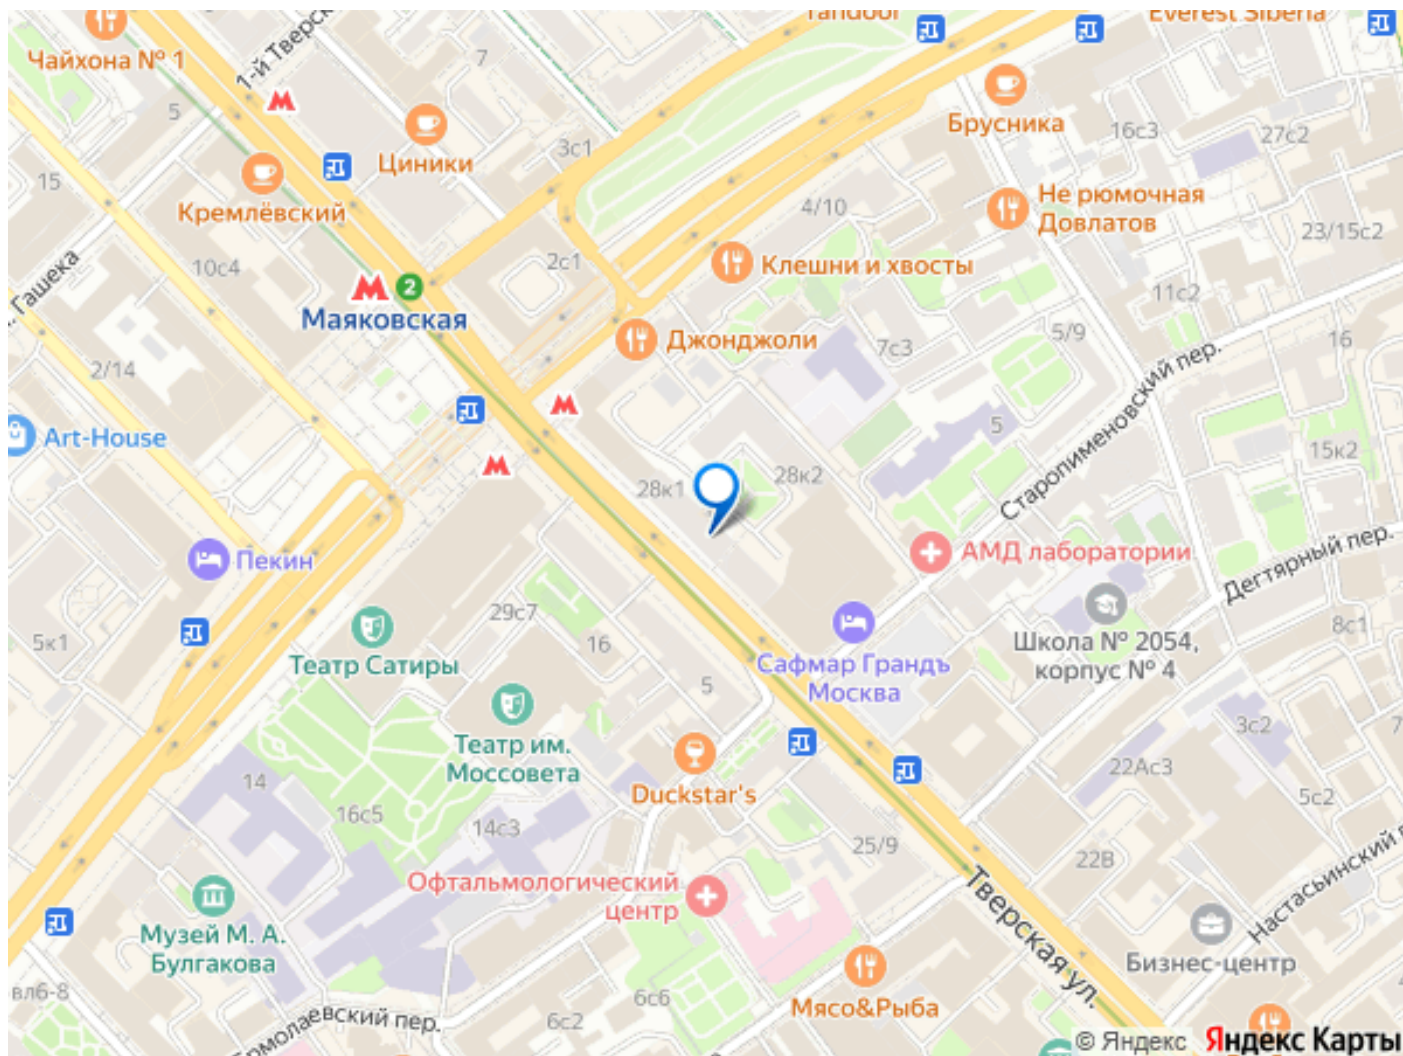 Tandoor
Everest Siberia
Чайхона № 1
1-й Тверск
7
5
Брусника
16с3
27с2
Циники
3с1
15
Кремлёвский
4/10
Не рюмочная
Довлатов
23/15с2
10с4
2с1
Клешни и хвосты
. Гашека
2
Маяковская
11с2
Джонджоли
7с3
5/9
16
2/14
Старопименовский пер.
Art-House
5
15к2
28к1
28к2
Пекин
АМД лаборатории
Дегтярный пер.
29с7
5к1
Театр Сатиры
16
Сафмар Грандъ
Москва
Школа № 2054,
корпус № 4
8с1
5
Театр им.
Моссовета
3с2
7
14
Duckstar's
22Ас3
16с5
14с3
5с2
25/9
22В
Офтальмологический
центр
Тверская ул.
Настасьинский
Музей М. А.
Булгакова
Бизнес-центр
вл6-8
6с6
Мясо&Рыба
рмолаевский пер.
6с2
© Яндекс Яндекс Карты